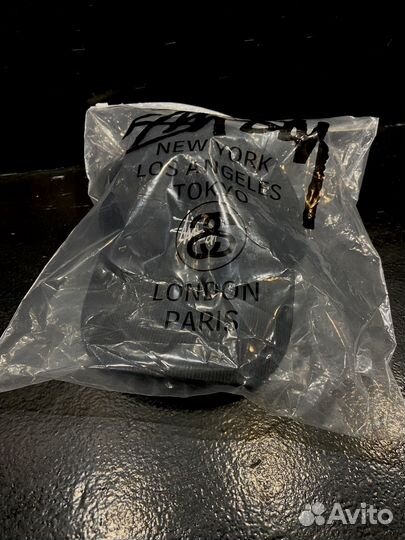 NEW YORK
LOS ANGELES
TOKYO
LONDON
PARIS
Avito